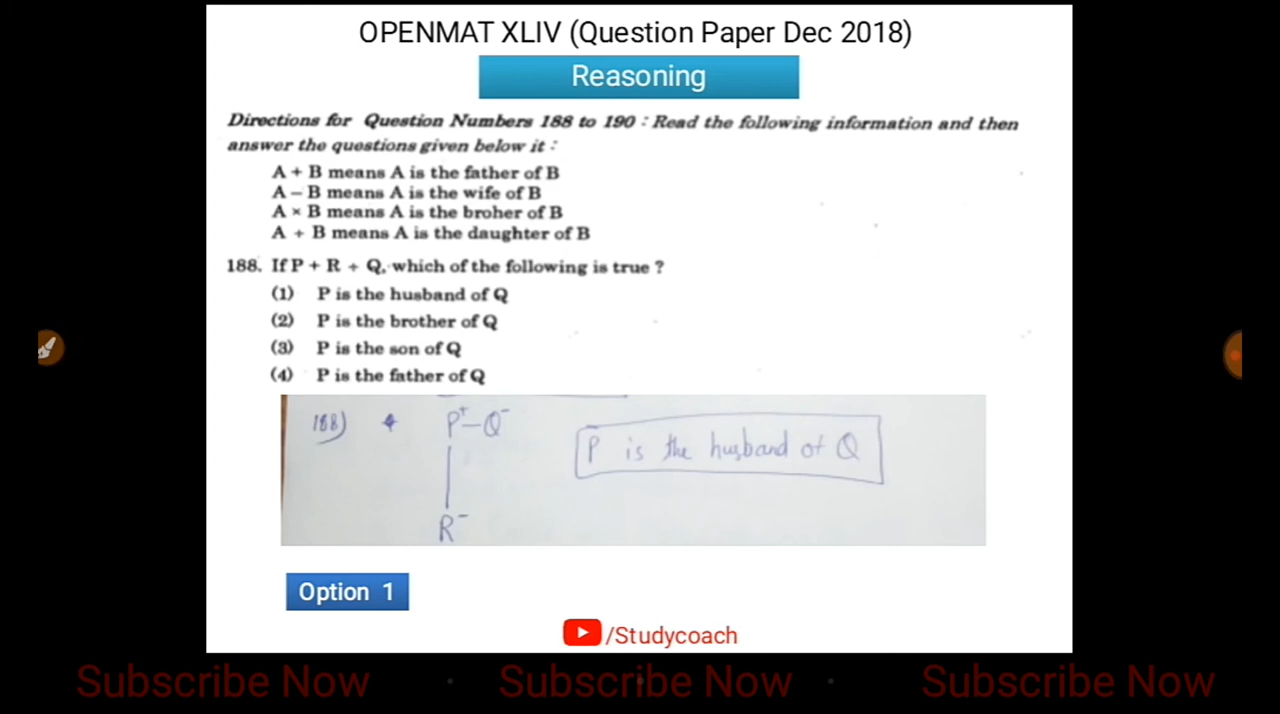 OPENMAT XLIV (Question Paper Dec 2018)
Reasoning
Directions for Question Numbers 188 to 190 : Read the following information and then
answer the questions given below it :
A + B means A is the father of B
A – B means A is the wife of B
A × B means A is the broher of B
A ÷ B means A is the daughter of B
188. If P + R ÷ Q, which of the following is true ?
(1) P is the husband of Q
(2) P is the brother of Q
(3) P is the son of Q
(4) P is the father of Q
188) P⁺–Q⁻
P is the husband of Q
R⁻
Option 1
/Studycoach
Subscribe Now · Subscribe Now · Subscribe Now